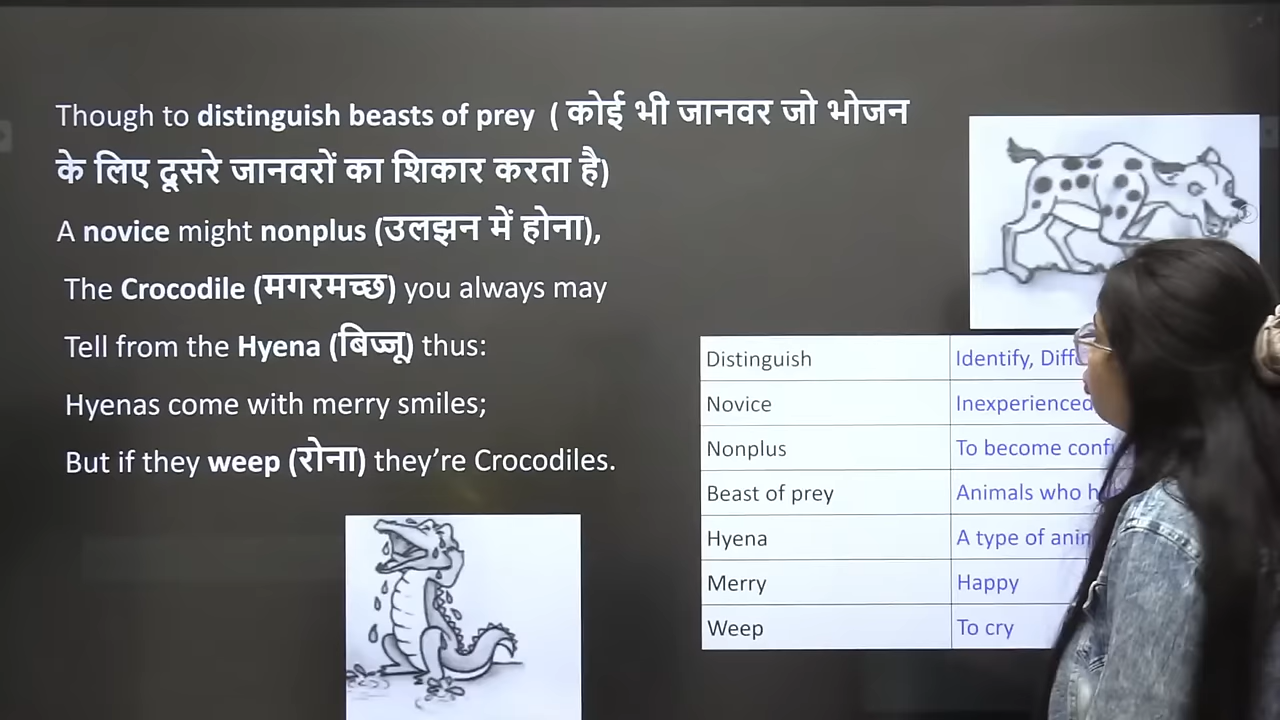 Though to distinguish beasts of prey ( कोई भी जानवर जो भोजन
के लिए दूसरे जानवरों का शिकार करता है)
A novice might nonplus (उलझन में होना),
The Crocodile (मगरमच्छ) you always may
Tell from the Hyena (बिज्जू) thus:
Hyenas come with merry smiles;
But if they weep (रोना) they're Crocodiles.
Distinguish Identify,
Novice Inexperienced
Nonplus To become
Beast of prey Animals who
Hyena A type of
Merry Happy
Weep To cry